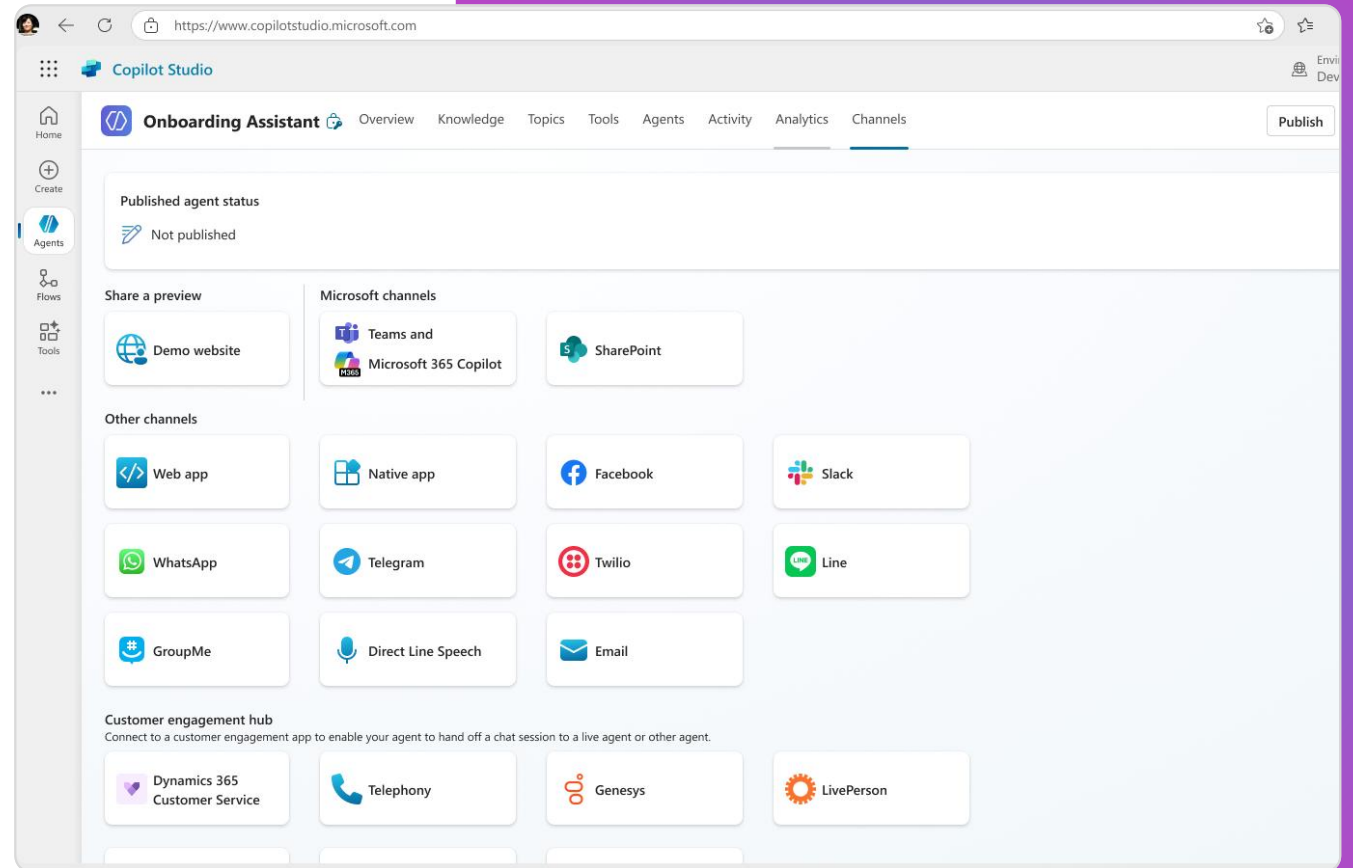 https://www.copilotstudio.microsoft.com
Copilot Studio
Envi
Dev
Home
Create
Agents
Flows
Tools
Onboarding Assistant
Overview
Knowledge
Topics
Tools
Agents
Activity
Analytics
Channels
Publish
Published agent status
Not published
Share a preview
Microsoft channels
Demo website
Teams and
M365
Microsoft 365 Copilot
S
SharePoint
Other channels
Web app
Native app
Facebook
Slack
WhatsApp
Telegram
Twilio
LINE
Line
GroupMe
Direct Line Speech
Email
Customer engagement hub
Connect to a customer engagement app to enable your agent to hand off a chat session to a live agent or other agent.
Dynamics 365
Customer Service
Telephony
Genesys
LivePerson